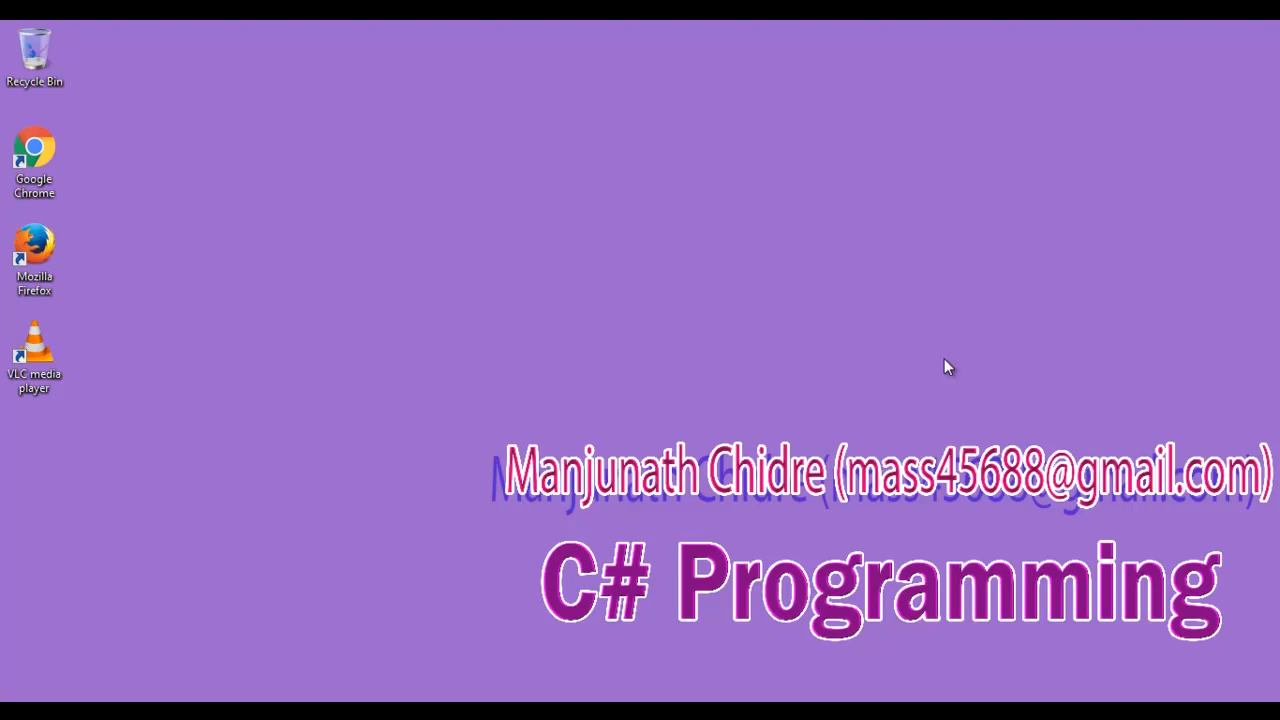 Recycle Bin
Google
Chrome
Mozilla
Firefox
VLC media
player
Manjunath Chidre (mass45688@gmail.com)
C# Programming